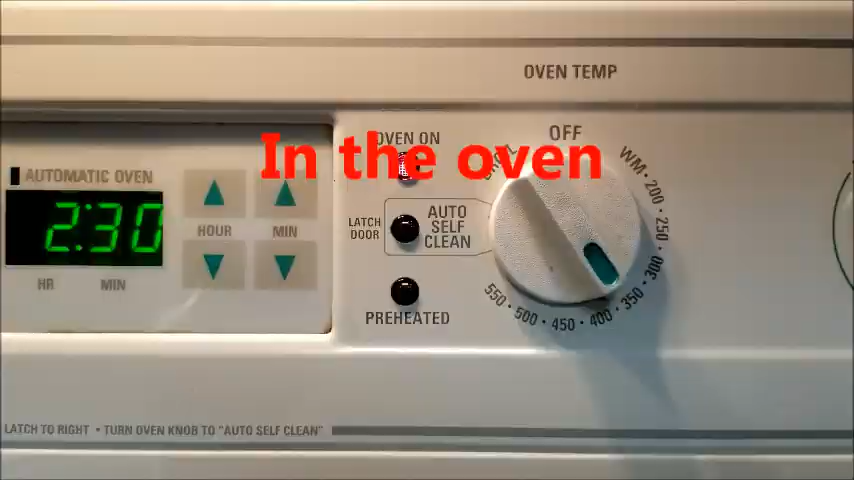 OVEN TEMP
OVEN ON
OFF
In the oven
AUTOMATIC OVEN
2:30
HOUR
MIN
HR
MIN
LATCH
DOOR
AUTO
SELF
CLEAN
PREHEATED
WM • 200 • 250 • 300 • 350 • 400 • 450 • 500 • 550
LATCH TO RIGHT • TURN OVEN KNOB TO "AUTO SELF CLEAN"